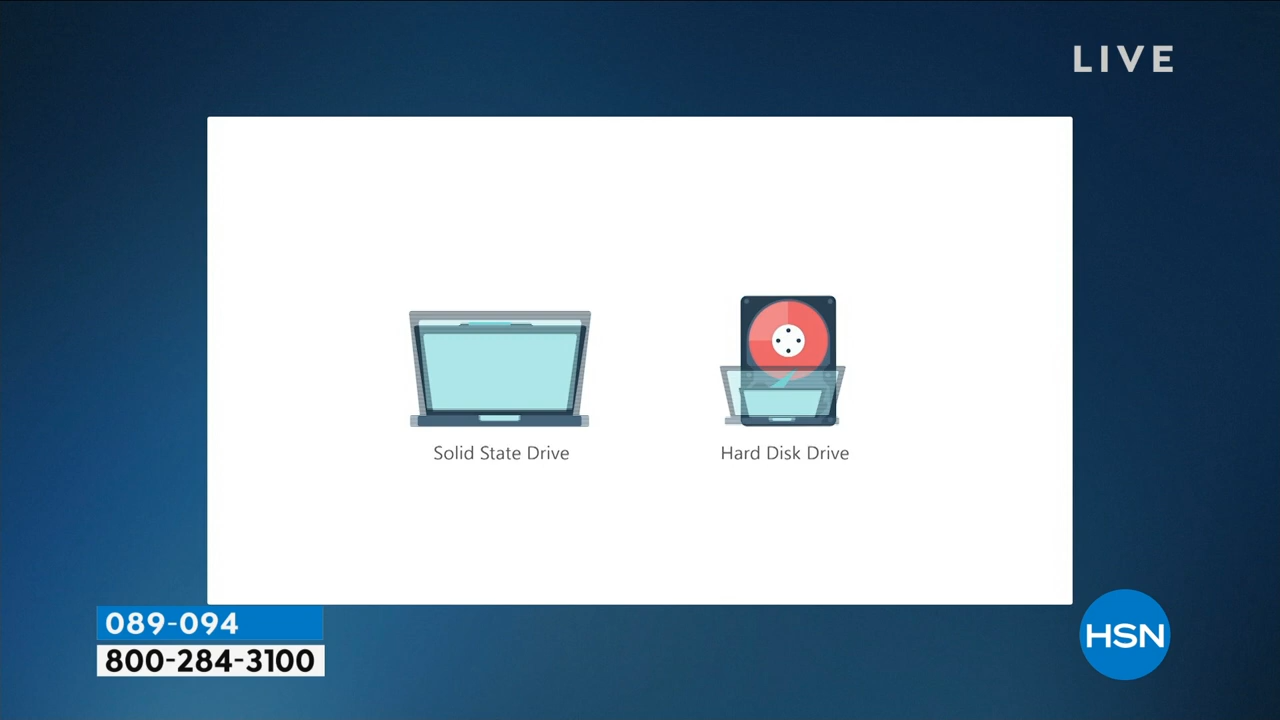 LIVE
Solid State Drive
Hard Disk Drive
089-094
800-284-3100
HSN